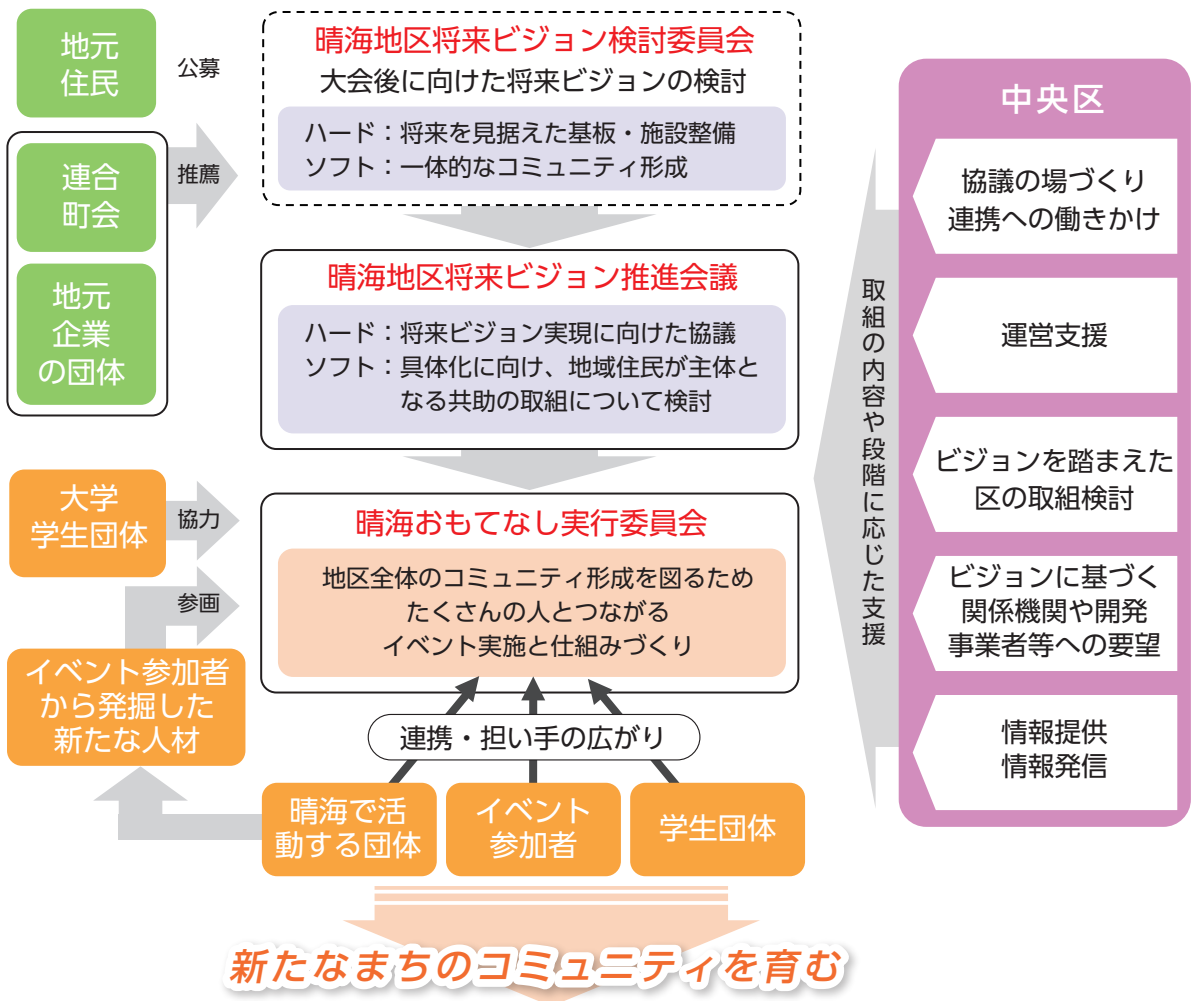 地元
住民
公募
連合
町会
推薦
地元
企業
の団体
晴海地区将来ビジョン検討委員会
大会後に向けた将来ビジョンの検討
ハード：将来を見据えた基板・施設整備
ソフト：一体的なコミュニティ形成
晴海地区将来ビジョン推進会議
ハード：将来ビジョン実現に向けた協議
ソフト：具体化に向け、地域住民が主体と
なる共助の取組について検討
大学
学生団体
協力
参画
イベント参加者
から発掘した
新たな人材
晴海おもてなし実行委員会
地区全体のコミュニティ形成を図るため
たくさんの人とつながる
イベント実施と仕組みづくり
連携・担い手の広がり
晴海で活
動する団体
イベント
参加者
学生団体
新たなまちのコミュニティを育む
取組の内容や段階に応じた支援
中央区
協議の場づくり
連携への働きかけ
運営支援
ビジョンを踏まえた
区の取組検討
ビジョンに基づく
関係機関や開発
事業者等への要望
情報提供
情報発信